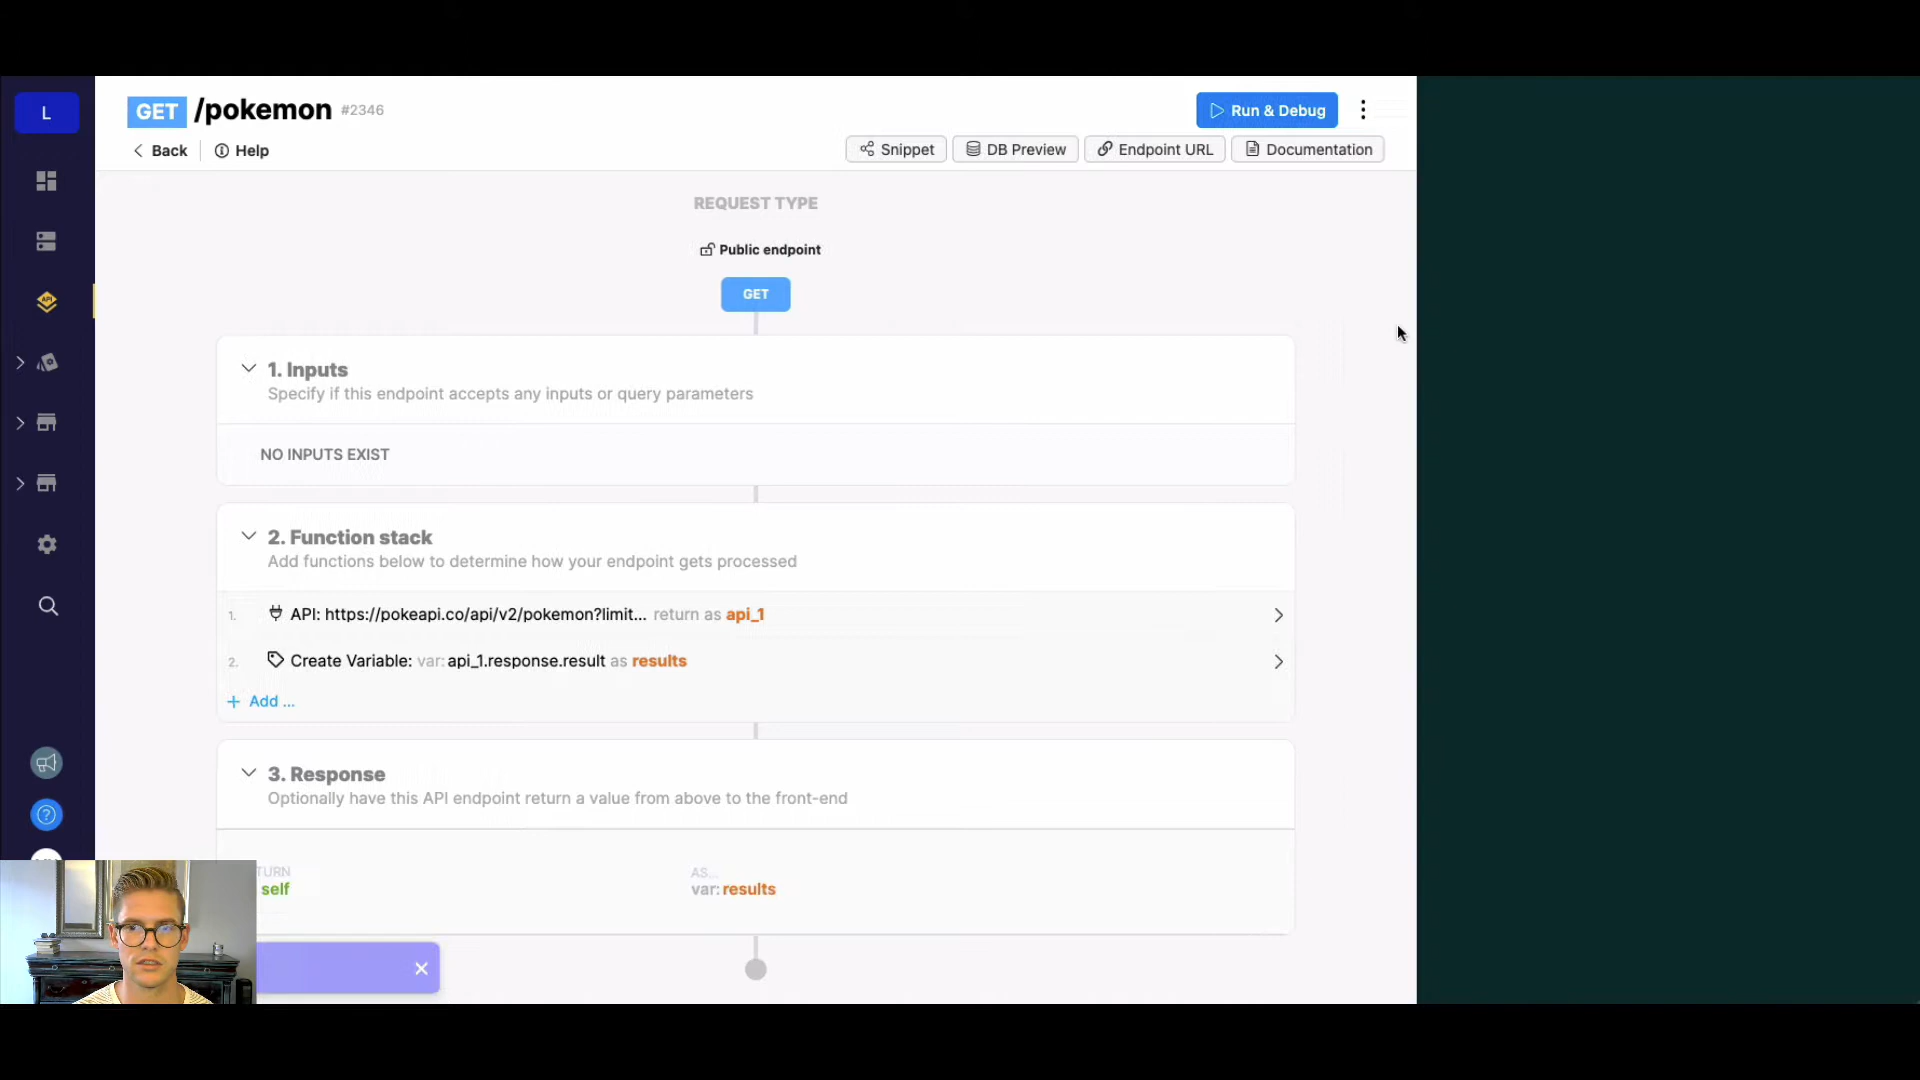 L
GET /pokemon #2346
Run & Debug
Back
Help
Snippet
DB Preview
Endpoint URL
Documentation
REQUEST TYPE
Public endpoint
GET
API
1. Inputs
Specify if this endpoint accepts any inputs or query parameters
NO INPUTS EXIST
2. Function stack
Add functions below to determine how your endpoint gets processed
1. API: https://pokeapi.co/api/v2/pokemon?limit... return as api_1
2. Create Variable: var: api_1.response.result as results
+ Add ...
3. Response
Optionally have this API endpoint return a value from above to the front-end
TURN
AS...
self
var: results